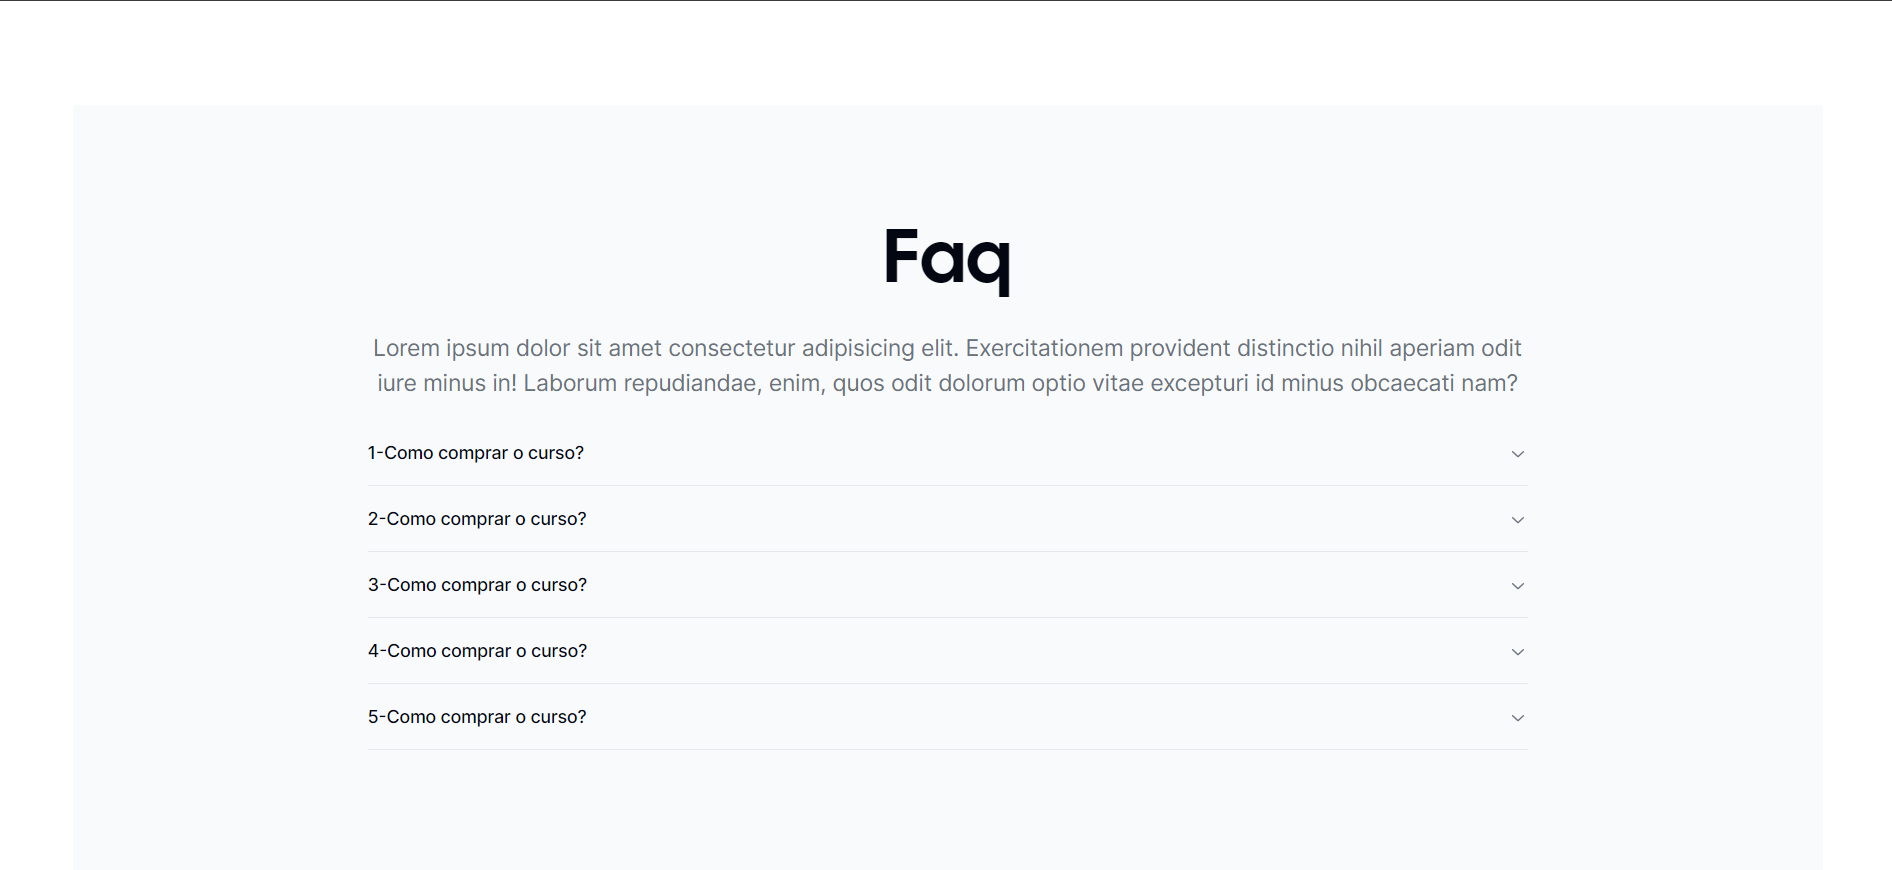 Faq
Lorem ipsum dolor sit amet consectetur adipisicing elit. Exercitationem provident distinctio nihil aperiam odit
iure minus in! Laborum repudiandae, enim, quos odit dolorum optio vitae excepturi id minus obcaecati nam?
1-Como comprar o curso?
2-Como comprar o curso?
3-Como comprar o curso?
4-Como comprar o curso?
5-Como comprar o curso?